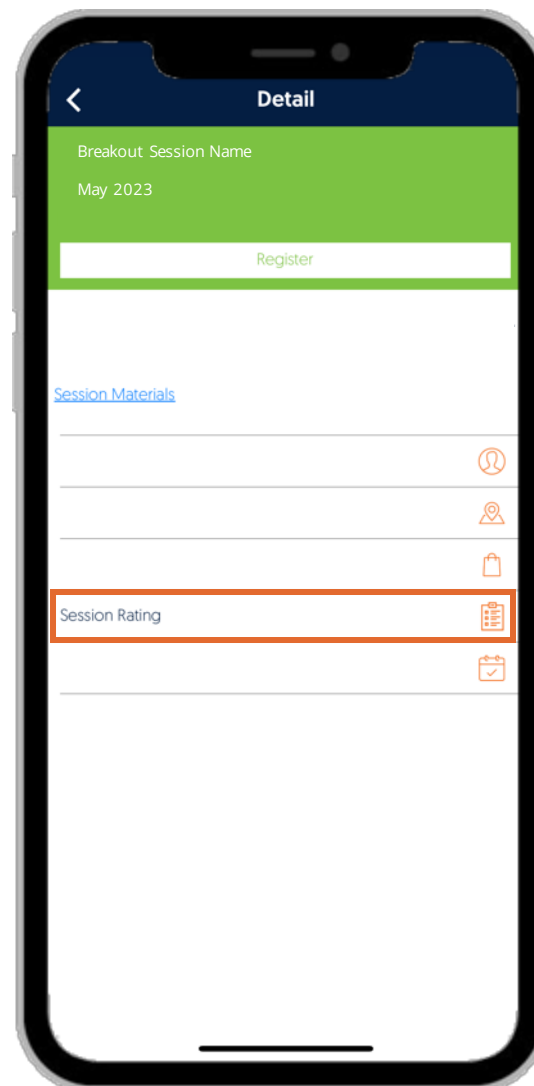 Detail
Breakout Session Name
May 2023
Register
Session Materials
Session Rating